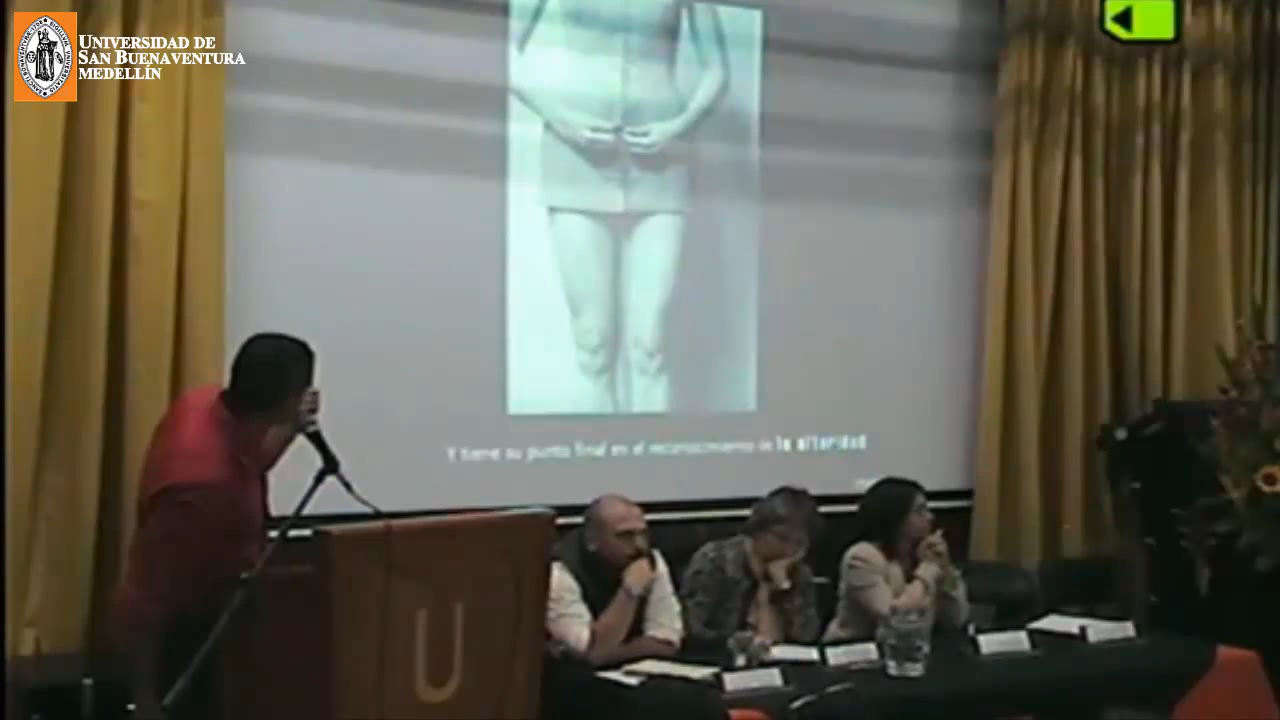 UNIVERSIDAD DE
SAN BUENAVENTURA
MEDELLÍN
Y tiene su punto final en el reconocimiento de la alteridad
U